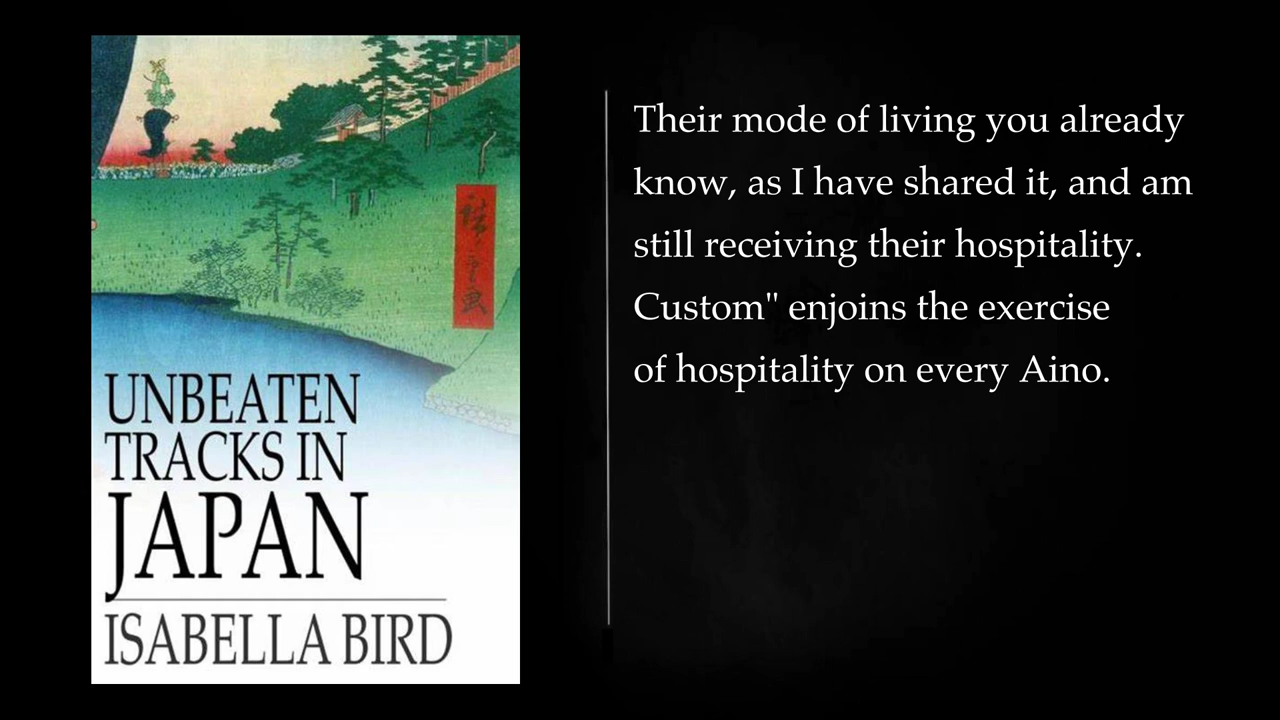 UNBEATEN
TRACKS IN
JAPAN
ISABELLA BIRD
Their mode of living you already
know, as I have shared it, and am
still receiving their hospitality.
Custom" enjoins the exercise
of hospitality on every Aino.